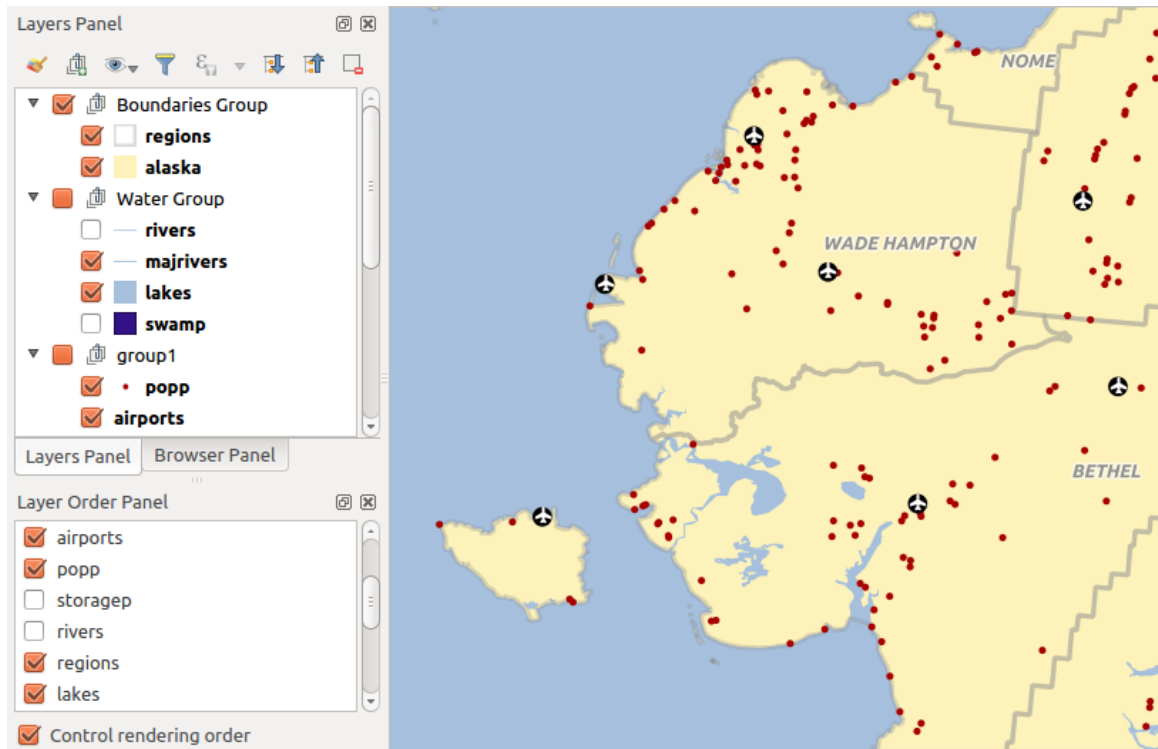 Layers Panel
Boundaries Group
regions
alaska
Water Group
rivers
majrivers
lakes
swamp
group1
popp
airports
Layers Panel
Browser Panel
Layer Order Panel
airports
popp
storagep
rivers
regions
lakes
Control rendering order
NOME
WADE HAMPTON
BETHEL